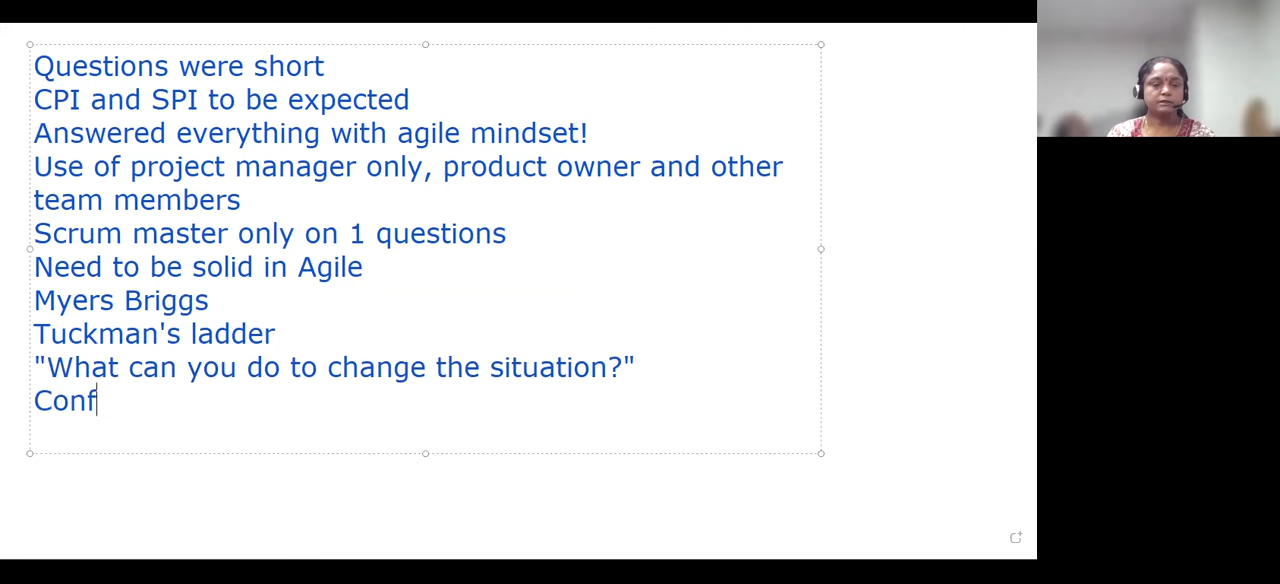 Questions were short
CPI and SPI to be expected
Answered everything with agile mindset!
Use of project manager only, product owner and other
team members
Scrum master only on 1 questions
Need to be solid in Agile
Myers Briggs
Tuckman's ladder
"What can you do to change the situation?"
Conf